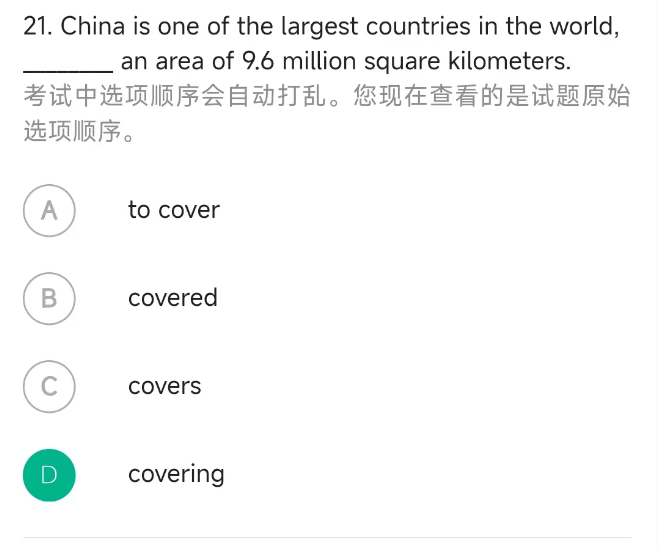 21. China is one of the largest countries in the world,
________ an area of 9.6 million square kilometers.
考试中选项顺序会自动打乱。您现在查看的是试题原始
选项顺序。
A to cover
B covered
C covers
D covering